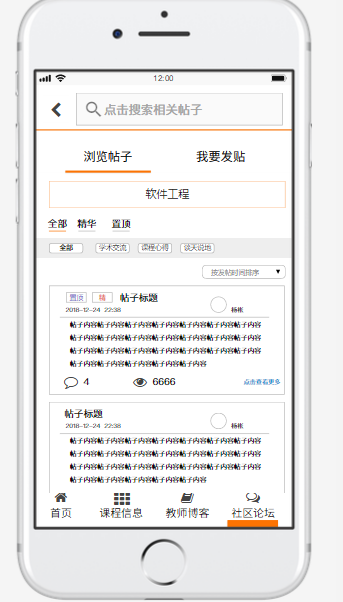 12:00
点击搜索相关帖子
浏览帖子 我要发贴
软件工程
全部 精华 置顶
全部 学术交流 课程心得 谈天说地
按发帖时间排序
置顶 精 帖子标题
2018-12-24 22:38 杨枨
帖子内容帖子内容帖子内容帖子内容帖子内容帖子内容帖子内容
帖子内容帖子内容帖子内容帖子内容帖子内容帖子内容帖子内容
帖子内容帖子内容帖子内容帖子内容帖子内容帖子内容帖子内容
帖子内容帖子内容帖子内容帖子内容帖子内容
4 6666 点击查看更多
帖子标题
2018-12-24 22:38 杨枨
帖子内容帖子内容帖子内容帖子内容帖子内容帖子内容帖子内容
帖子内容帖子内容帖子内容帖子内容帖子内容帖子内容帖子内容
帖子内容帖子内容帖子内容帖子内容帖子内容帖子内容帖子内容
帖子内容帖子内容帖子内容帖子内容帖子内容
首页 课程信息 教师博客 社区论坛